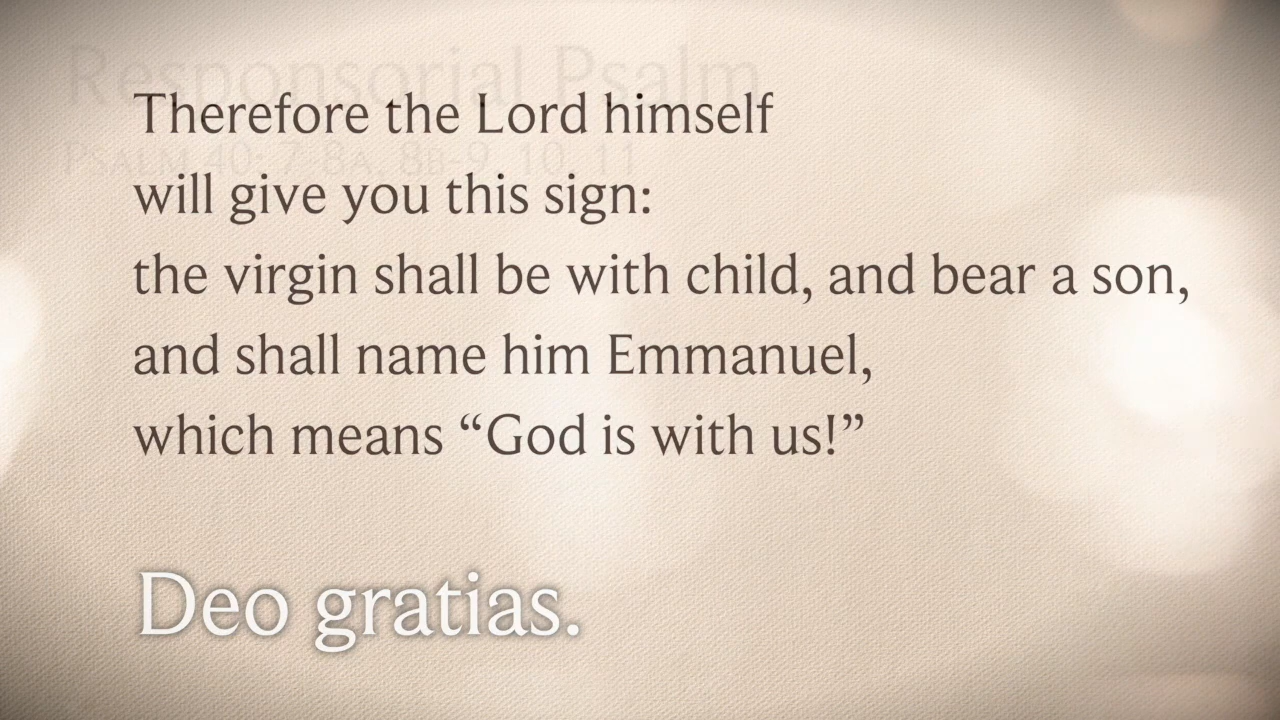 Responsorial Psalm
Therefore the Lord himself
Psalm 40: 7-8a, 8b-9, 10, 11
will give you this sign:
the virgin shall be with child, and bear a son,
and shall name him Emmanuel,
which means “God is with us!”
Deo gratias.